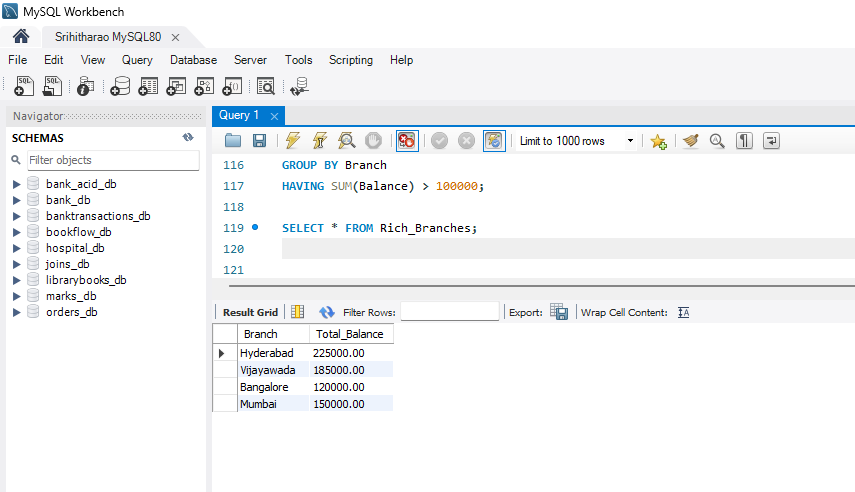 MySQL Workbench
Srihitharao MySQL80
File Edit View Query Database Server Tools Scripting Help
SQL SQL
Navigator
Query 1
SCHEMAS
Limit to 1000 rows
Filter objects
116 GROUP BY Branch
bank_acid_db
117 HAVING SUM(Balance) > 100000;
bank_db
118
banktransactions_db
bookflow_db
119 SELECT * FROM Rich_Branches;
hospital_db
120
joins_db
121
librarybooks_db
marks_db
orders_db
Result Grid Filter Rows: Export: Wrap Cell Content: IA
Branch Total_Balance
Hyderabad 225000.00
Vijayawada 185000.00
Bangalore 120000.00
Mumbai 150000.00